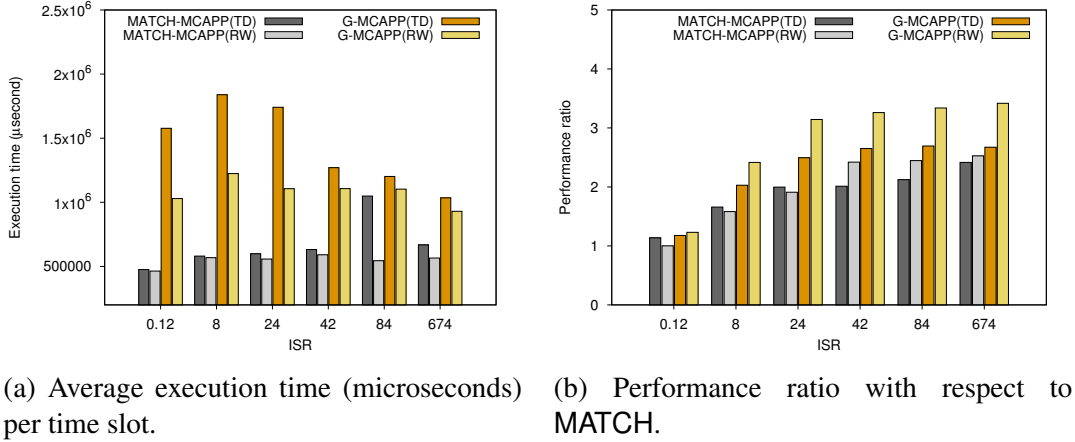 2.5x10⁶
2x10⁶
1.5x10⁶
1x10⁶
500000
Execution time (μsecond)
MATCH-MCAPP(TD) G-MCAPP(TD)
MATCH-MCAPP(RW) G-MCAPP(RW)
0.12 8 24 42 84 674
ISR
5
4
3
2
1
0
Performance ratio
MATCH-MCAPP(TD) G-MCAPP(TD)
MATCH-MCAPP(RW) G-MCAPP(RW)
0.12 8 24 42 84 674
ISR
(a) Average execution time (microseconds)
per time slot.
(b) Performance ratio with respect to
MATCH.